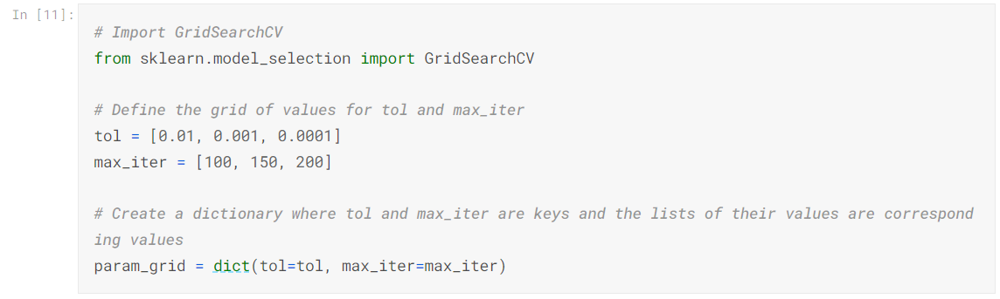 In [11]:
# Import GridSearchCV
from sklearn.model_selection import GridSearchCV
# Define the grid of values for tol and max_iter
tol = [0.01, 0.001, 0.0001]
max_iter = [100, 150, 200]
# Create a dictionary where tol and max_iter are keys and the lists of their values are correspond
ing values
param_grid = dict(tol=tol, max_iter=max_iter)